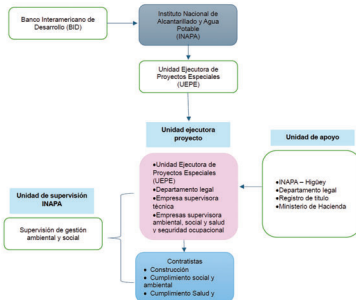 Banco Interamericano de
Desarrollo (BID)
Instituto Nacional de
Alcantarillado y Agua
Potable
(INAPA)
Unidad Ejecutora de
Proyectos Especiales
(UEPE)
Unidad ejecutora
proyecto
Unidad de apoyo
•Unidad Ejecutora de
Proyectos Especiales
(UEPE)
•Departamento legal
•Empresa supervisora
técnica
•Empresas supervisora
ambiental, social y salud
y seguridad ocupacional
•INAPA – Higüey
•Departamento legal
•Registro de titulo
•Ministerio de Hacienda
Unidad de supervisión
INAPA
Supervisión de gestión
ambiental y social
Contratistas
• Construcción
• Cumplimiento social y
ambiental
• Cumplimiento Salud y